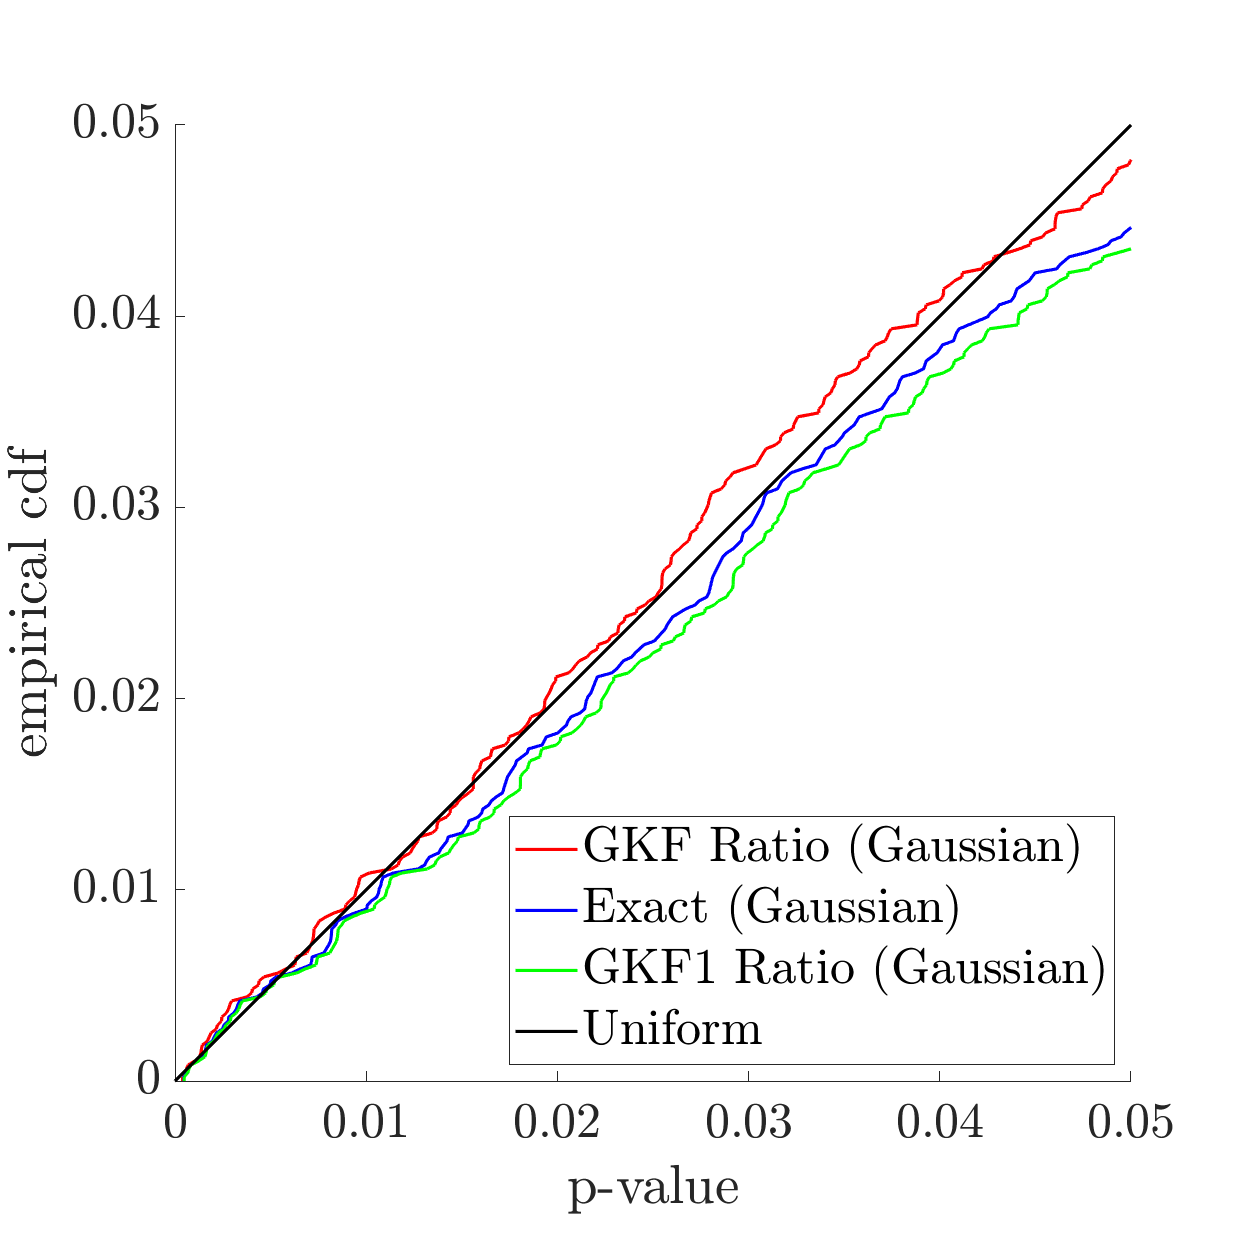 0.05
0.04
0.03
0.02
0.01
0
empirical cdf
GKF Ratio (Gaussian)
Exact (Gaussian)
GKF1 Ratio (Gaussian)
Uniform
0 0.01 0.02 0.03 0.04 0.05
p-value